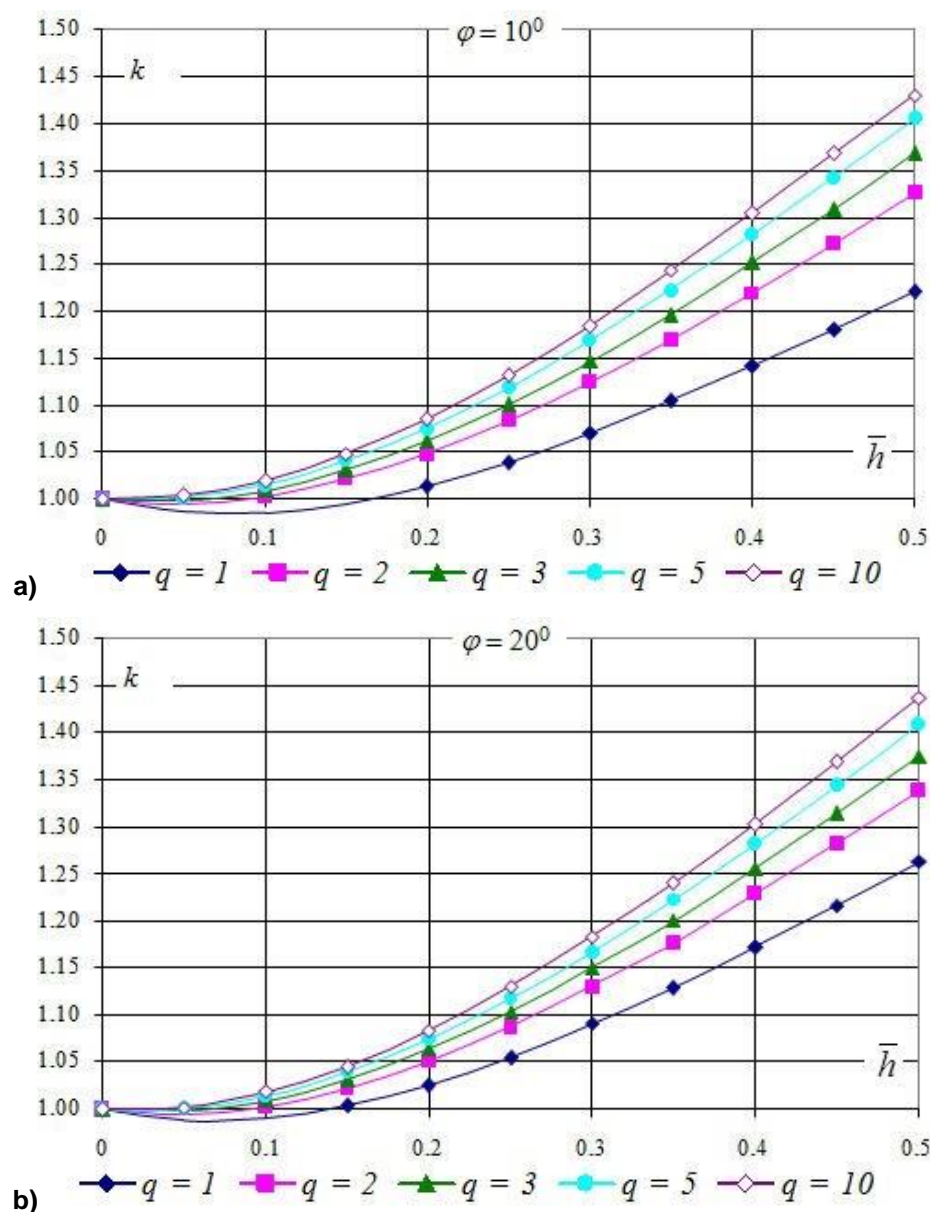 φ = 10⁰
1.50
1.45
k
1.40
1.35
1.30
1.25
1.20
1.15
1.10
1.05
h̅
1.00
0 0.1 0.2 0.3 0.4 0.5
a) q = 1 q = 2 q = 3 q = 5 q = 10
φ = 20⁰
1.50
1.45
k
1.40
1.35
1.30
1.25
1.20
1.15
1.10
1.05
h̅
1.00
0 0.1 0.2 0.3 0.4 0.5
b) q = 1 q = 2 q = 3 q = 5 q = 10